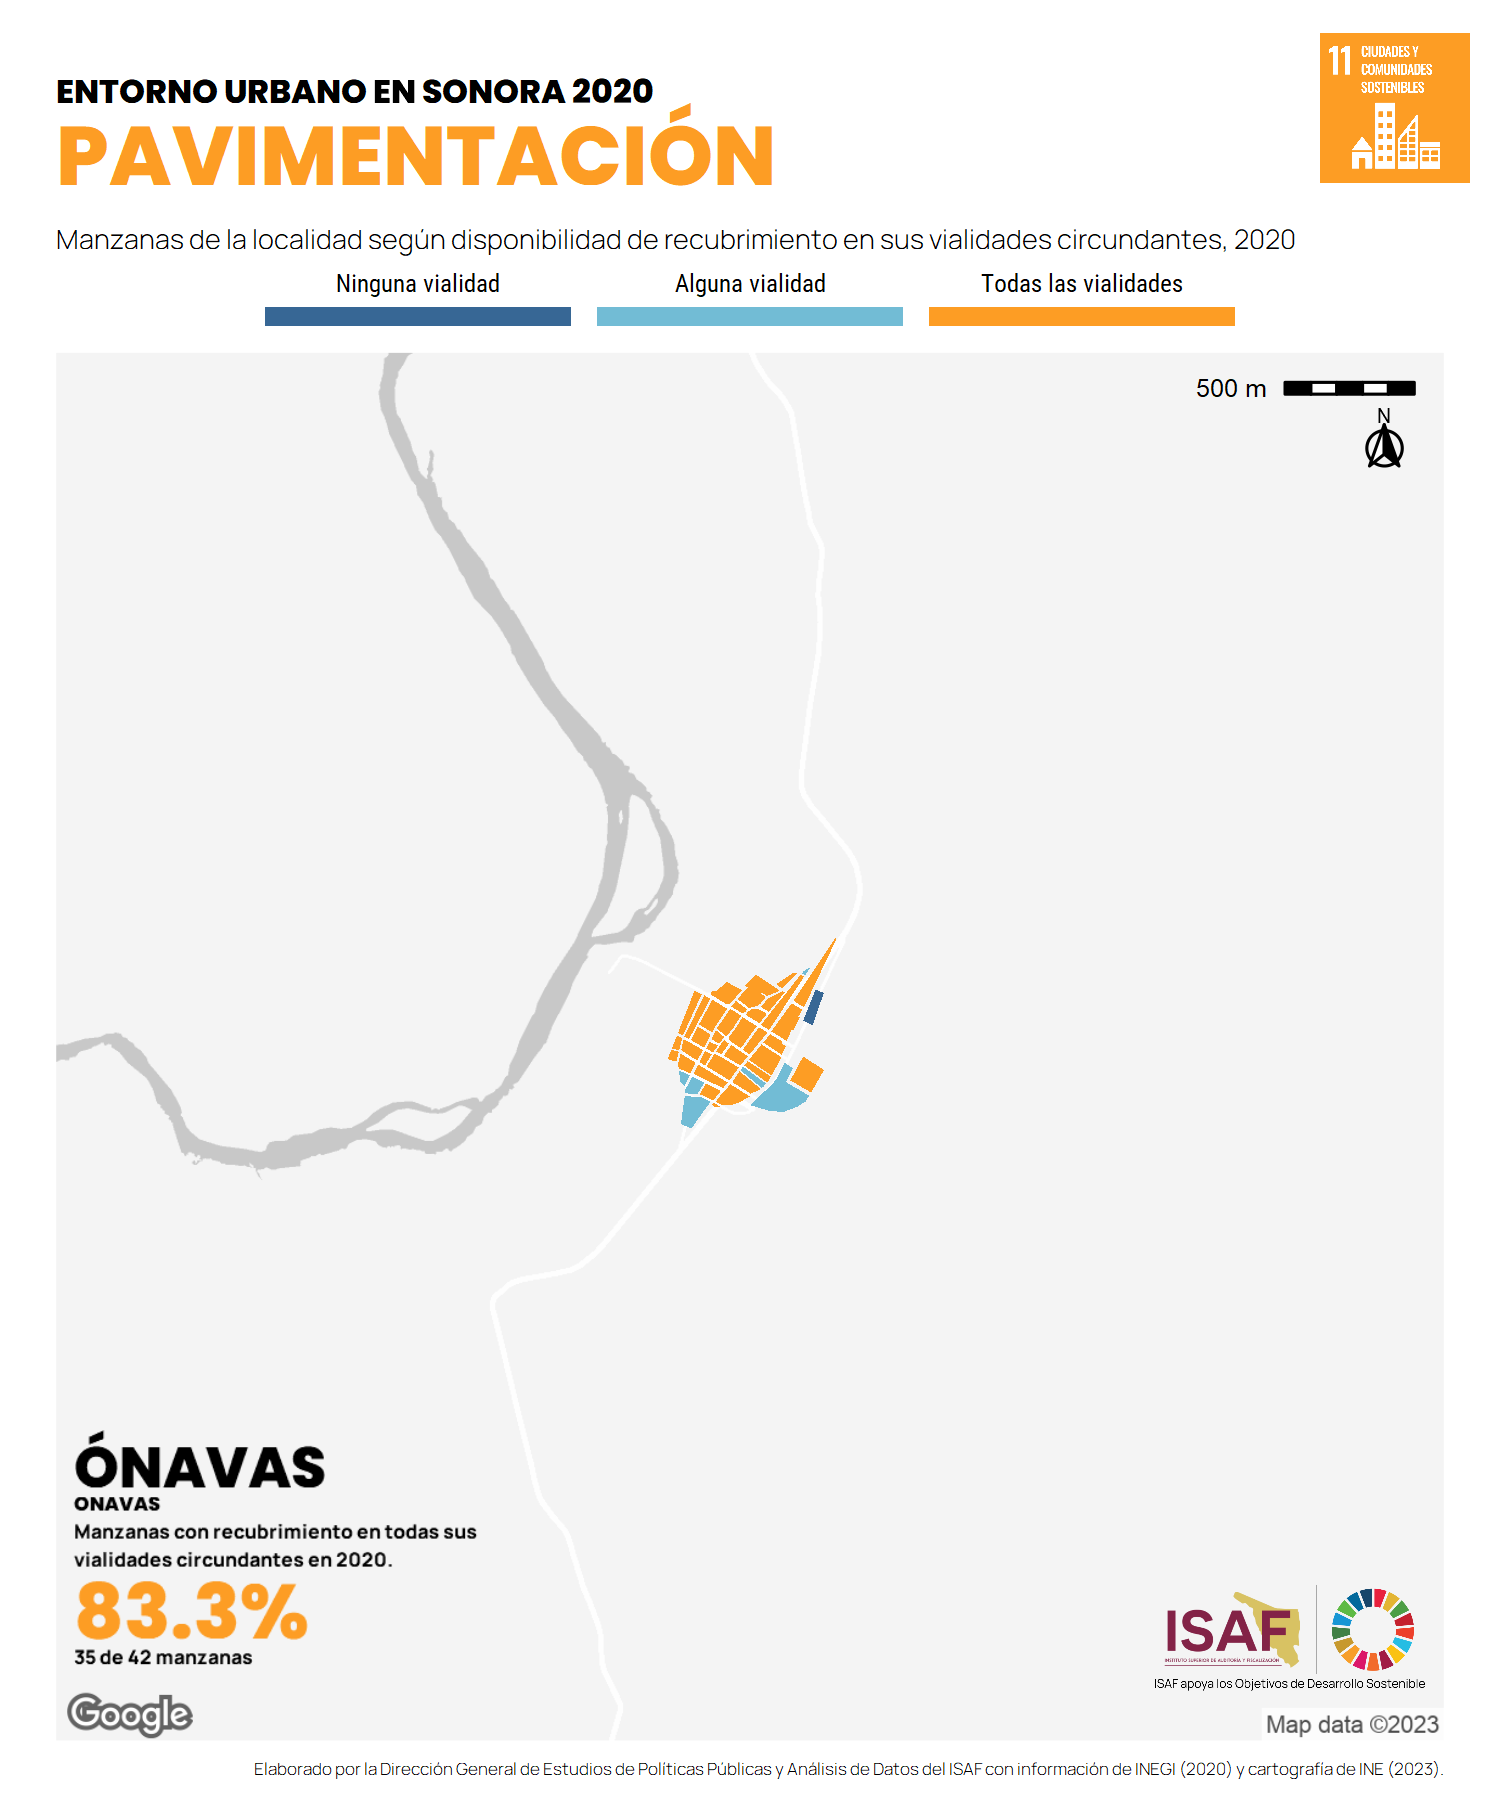 ENTORNO URBANO EN SONORA 2020
PAVIMENTACIÓN
11 CIUDADES Y
COMUNIDADES
SOSTENIBLES
Manzanas de la localidad según disponibilidad de recubrimiento en sus vialidades circundantes, 2020
Ninguna vialidad
Alguna vialidad
Todas las vialidades
500 m
N
ÓNAVAS
ONAVAS
Manzanas con recubrimiento en todas sus
vialidades circundantes en 2020.
83.3%
35 de 42 manzanas
Google
ISAF
INSTITUTO SUPERIOR DE AUDITORÍA Y FISCALIZACIÓN
ISAF apoya los Objetivos de Desarrollo Sostenible
Map data ©2023
Elaborado por la Dirección General de Estudios de Políticas Públicas y Análisis de Datos del ISAF con información de INEGI (2020) y cartografía de INE (2023).